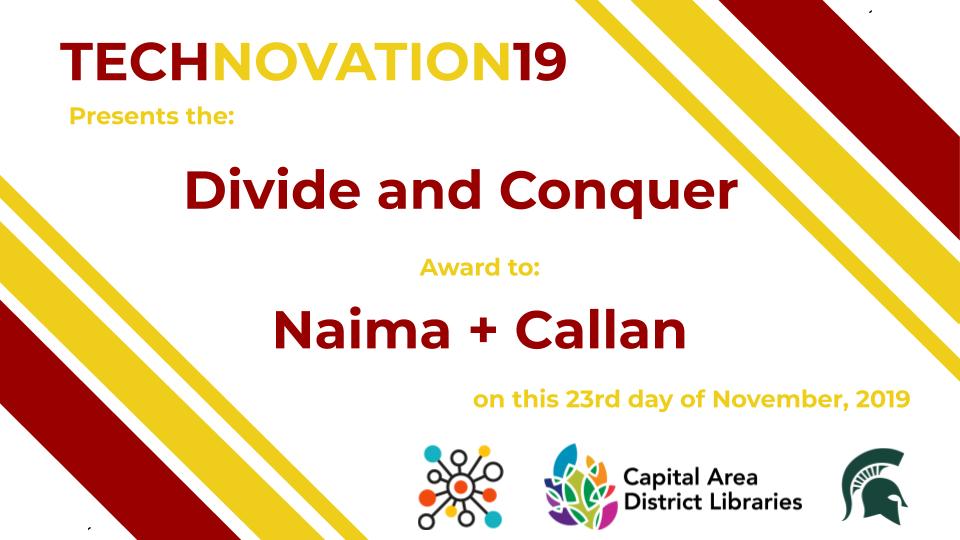 TECHNOVATION19
Presents the:
Divide and Conquer
Award to:
Naima + Callan
on this 23rd day of November, 2019
Capital Area
District Libraries